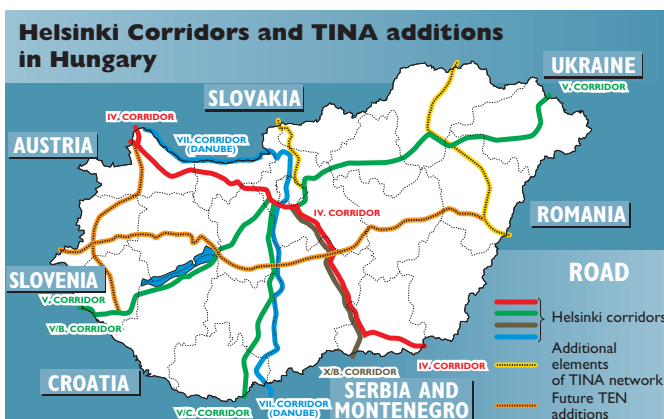 Helsinki Corridors and TINA additions
in Hungary
UKRAINE
V. CORRIDOR
SLOVAKIA
IV. CORRIDOR
VII. CORRIDOR
(DANUBE)
AUSTRIA
IV. CORRIDOR
ROMANIA
SLOVENIA
V. CORRIDOR
V/B. CORRIDOR
ROAD
Helsinki corridors
Additional
elements
of TINA network
Future TEN
additions
X/B. CORRIDOR
IV. CORRIDOR
CROATIA
SERBIA AND
MONTENEGRO
V/C. CORRIDOR
VII. CORRIDOR
(DANUBE)